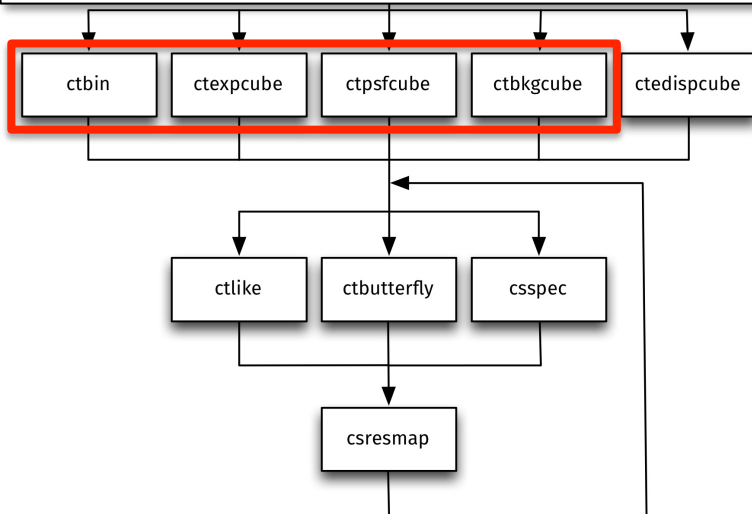 ctbin
ctexpcube
ctpsfcube
ctbkgcube
ctedispcube
ctlike
ctbutterfly
csspec
csresmap